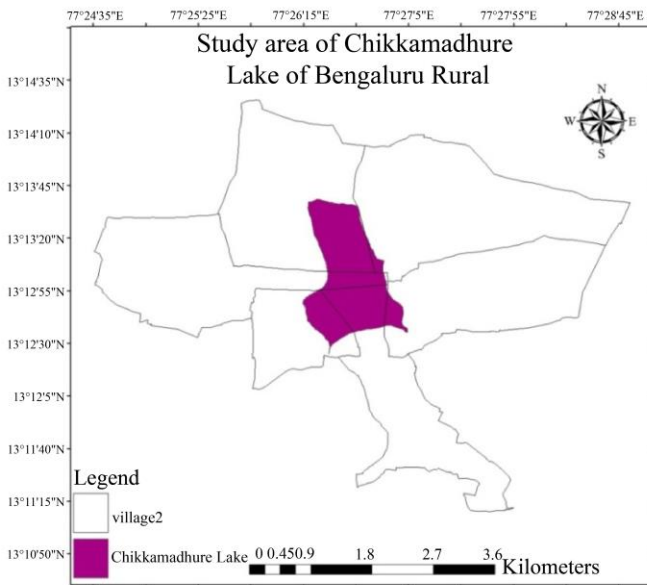 77°24'35"E 77°25'25"E 77°26'15"E 77°27'5"E 77°27'55"E 77°28'45"E
Study area of Chikkamadhure
Lake of Bengaluru Rural
13°14'35"N
13°14'10"N
13°13'45"N
13°13'20"N
13°12'55"N
13°12'30"N
13°12'5"N
13°11'40"N
13°11'15"N
13°10'50"N
N
W E
S
Legend
village2
Chikkamadhure Lake
0 0.45 0.9 1.8 2.7 3.6
Kilometers